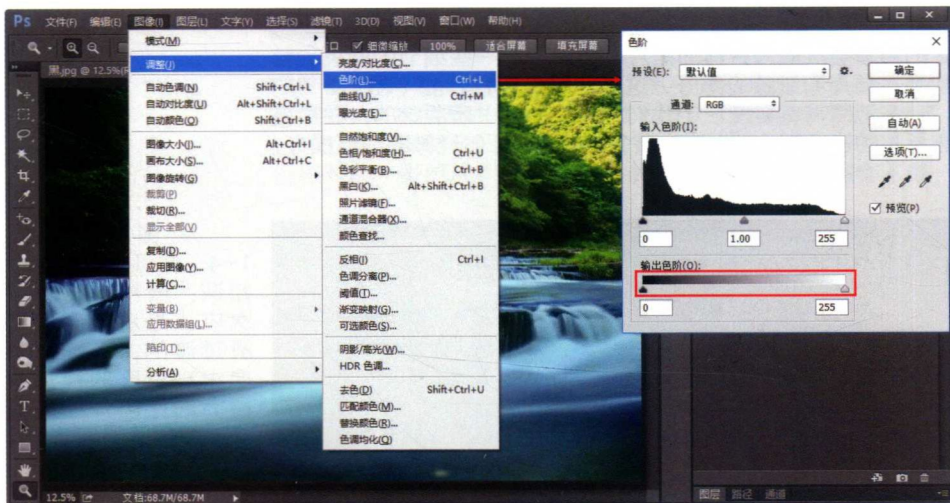 Ps 文件(F) 编辑(E) 图像(I) 图层(L) 文字(Y) 选择(S) 滤镜(T) 3D(D) 视图(V) 窗口(W) 帮助(H)
细微缩放 100% 适合屏幕 填充屏幕
.jpg @ 12.5%
模式(M)
调整(J)
自动色调(N) Shift+Ctrl+L
自动对比度(U) Alt+Shift+Ctrl+L
自动颜色(O) Shift+Ctrl+B
图像大小(I)... Alt+Ctrl+I
画布大小(S)... Alt+Ctrl+C
图像旋转(G)
裁剪(P)
裁切(R)...
显示全部(V)
复制(D)...
应用图像(Y)...
计算(C)...
变量(B)
应用数据组(L)...
陷印(T)...
分析(A)
亮度/对比度(C)...
色阶(L)... Ctrl+L
曲线(U)... Ctrl+M
曝光度(E)...
自然饱和度(V)...
色相/饱和度(H)... Ctrl+U
色彩平衡(B)... Ctrl+B
黑白(K)... Alt+Shift+Ctrl+B
照片滤镜(F)...
通道混合器(X)...
颜色查找...
反相(I) Ctrl+I
色调分离(P)...
阈值(T)...
渐变映射(G)...
可选颜色(S)...
阴影/高光(W)...
HDR 色调...
去色(D) Shift+Ctrl+U
匹配颜色(M)...
替换颜色(R)...
色调均化(Q)
色阶
预设(E): 默认值
确定
取消
通道: RGB
自动(A)
输入色阶(I):
选项(T)...
预览(P)
0 1.00 255
输出色阶(O):
0 255
12.5% 文档:68.7M/68.7M
图层 路径 通道